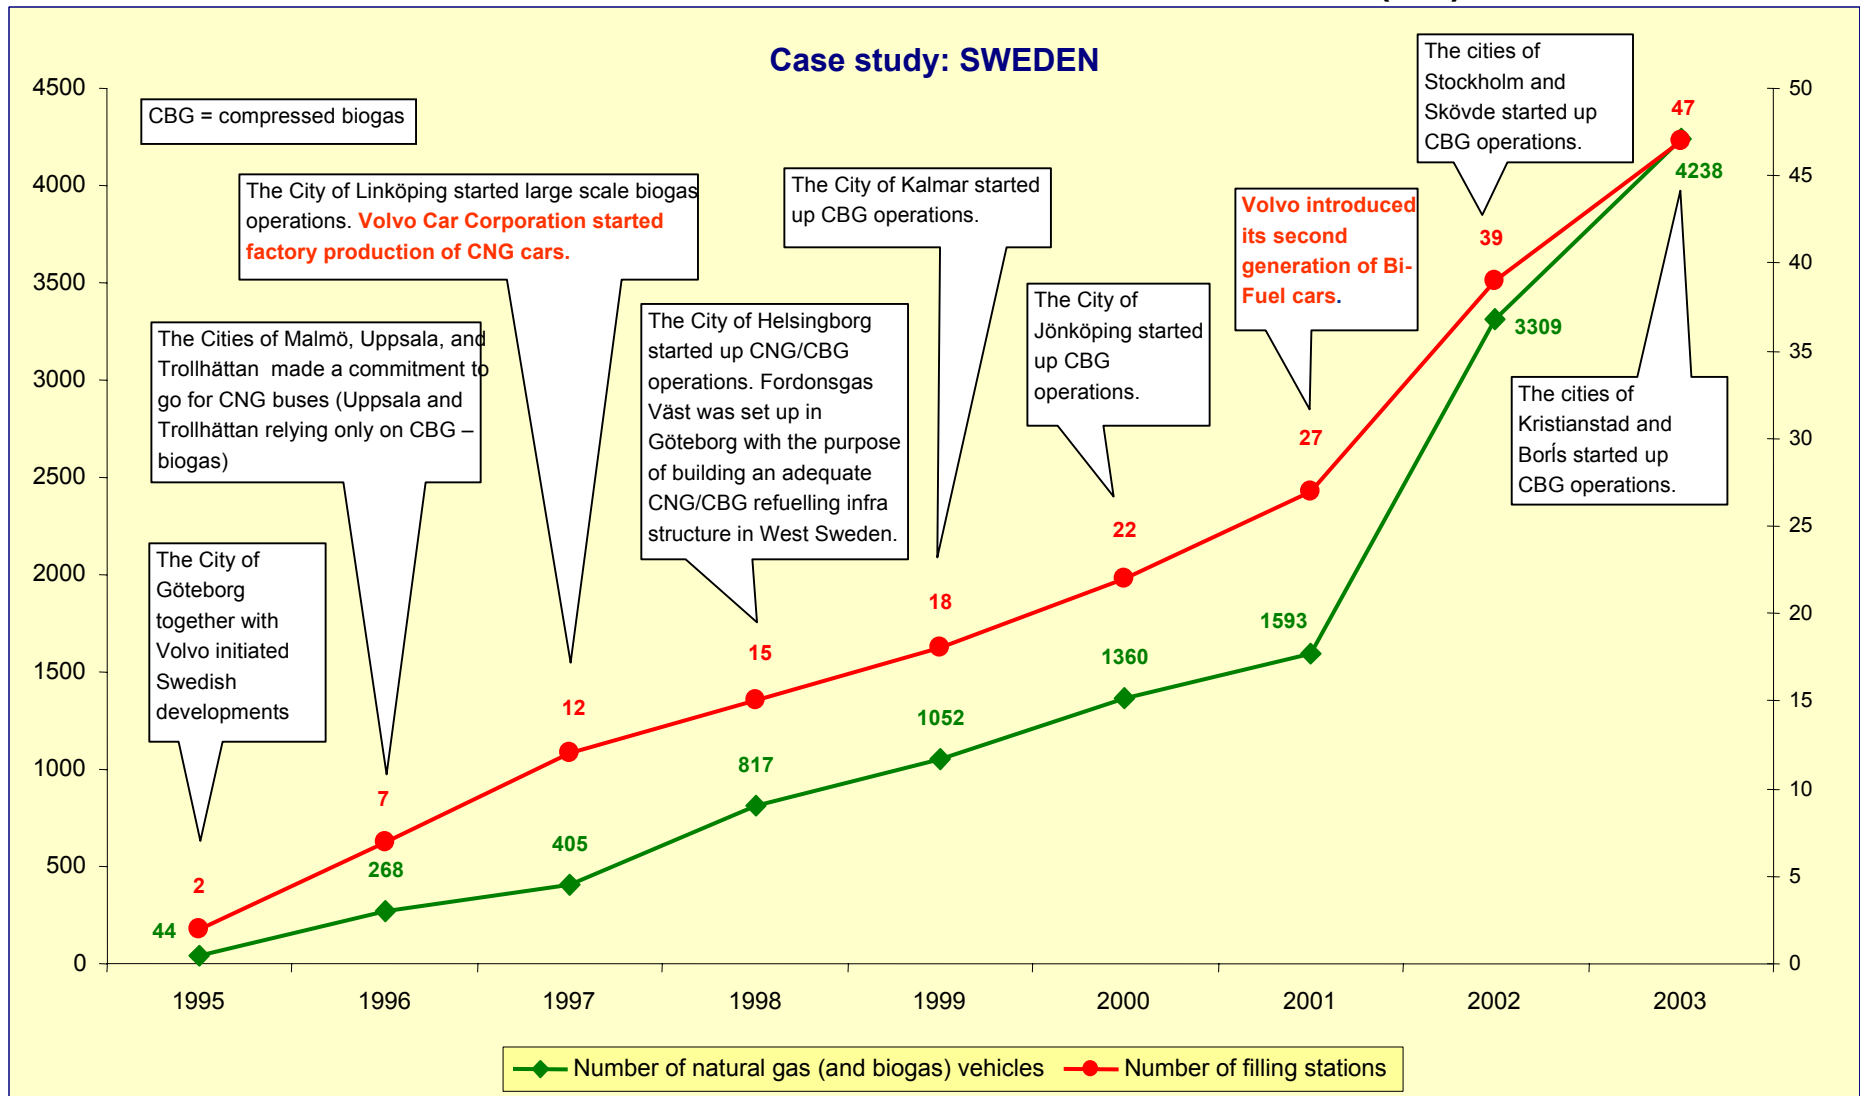 Case study: SWEDEN
CBG = compressed biogas
The City of Göteborg
together with
Volvo initiated
Swedish
developments
The Cities of Malmö, Uppsala, and
Trollhättan made a commitment to
go for CNG buses (Uppsala and
Trollhättan relying only on CBG –
biogas)
The City of Linköping started large scale biogas
operations. Volvo Car Corporation started
factory production of CNG cars.
The City of Helsingborg
started up CNG/CBG
operations. Fordonsgas
Väst was set up in
Göteborg with the purpose
of building an adequate
CNG/CBG refuelling infra
structure in West Sweden.
The City of Kalmar started
up CBG operations.
The City of
Jönköping started
up CBG
operations.
Volvo introduced
its second
generation of Bi-
Fuel cars.
The cities of
Stockholm and
Skövde started up
CBG operations.
The cities of
Kristianstad and
BorÍs started up
CBG operations.
4500
4000
3500
3000
2500
2000
1500
1000
500
0
50
45
40
35
30
25
20
15
10
5
0
2
7
12
15
18
22
27
39
47
44
268
405
817
1052
1360
1593
3309
4238
1995
1996
1997
1998
1999
2000
2001
2002
2003
Number of natural gas (and biogas) vehicles
Number of filling stations